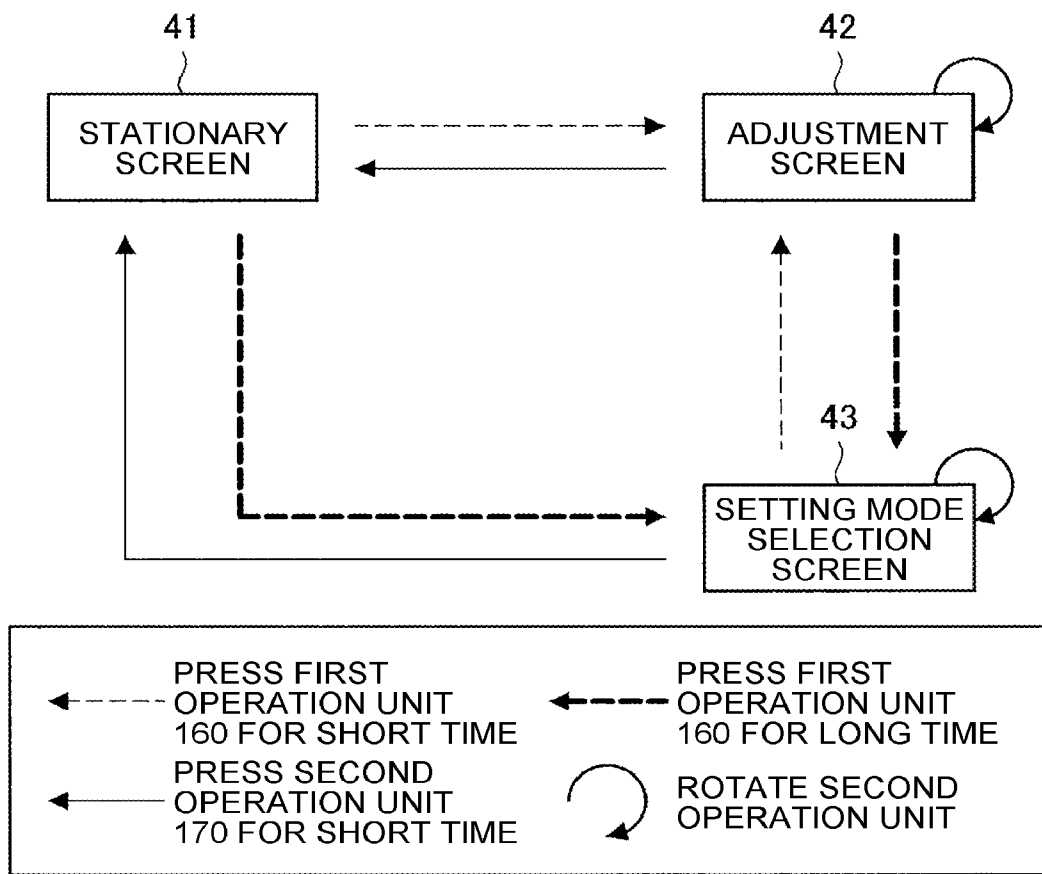 41
42
STATIONARY
SCREEN
ADJUSTMENT
SCREEN
43
SETTING MODE
SELECTION
SCREEN
PRESS FIRST
OPERATION UNIT
160 FOR SHORT TIME
PRESS FIRST
OPERATION UNIT
160 FOR LONG TIME
PRESS SECOND
OPERATION UNIT
170 FOR SHORT TIME
ROTATE SECOND
OPERATION UNIT